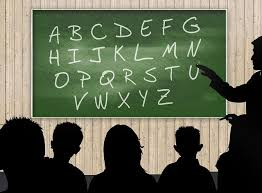 A B C D E F G
H I J K L M N
O P Q R S T U
V W X Y Z